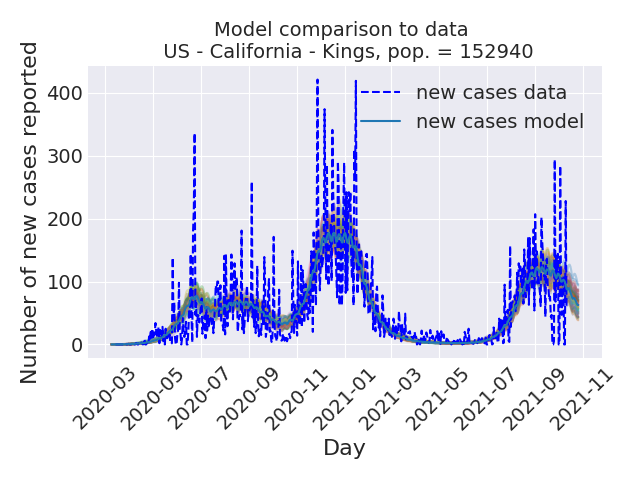 Model comparison to data
US - California - Kings, pop. = 152940
Number of new cases reported
400
300
200
100
0
new cases data
new cases model
2020-03
2020-05
2020-07
2020-09
2020-11
2021-01
2021-03
2021-05
2021-07
2021-09
2021-11
Day